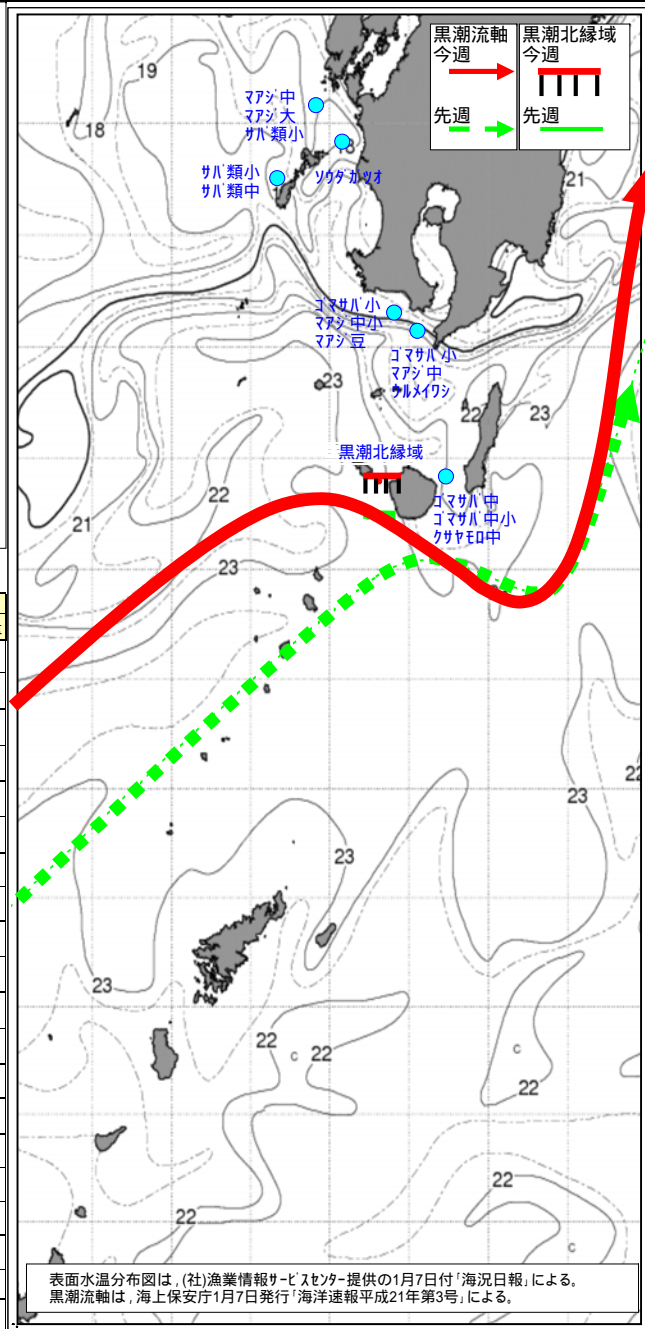 黒潮流軸
今週
先週
黒潮北縁域
今週
先週
19
18
マアジ中
マアジ大
サバ類小
18
サバ類小
サバ類中
ソウダガツオ
21
ゴマサバ小
マアジ中小
マアジ豆
ゴマサバ小
マアジ中
ウルメイワシ
23
22
23
黒潮北縁域
22
21
ゴマサバ中
ゴマサバ中小
クサヤモロ中
23
22
23
23
23
22
22
C
C
22
22
22
C
表面水温分布図は，(社)漁業情報サービスセンター提供の1月7日付「海況日報」による。
黒潮流軸は，海上保安庁1月7日発行「海洋速報平成21年第3号」による。